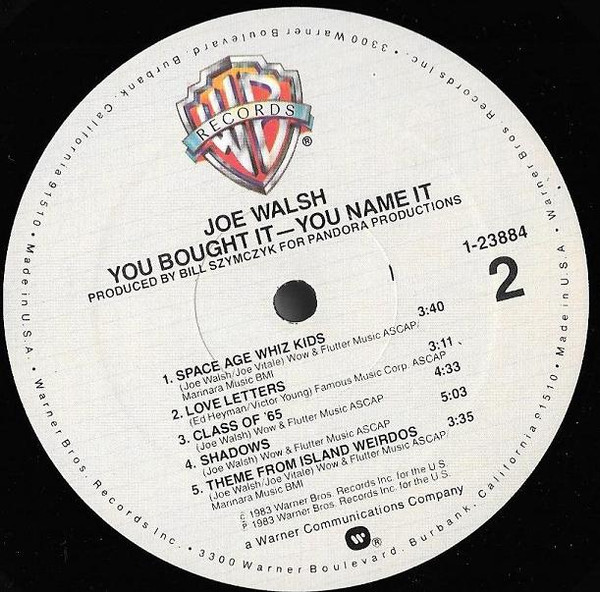 WB
RECORDS
®
JOE WALSH
YOU BOUGHT IT—YOU NAME IT
PRODUCED BY BILL SZYMCZYK FOR PANDORA PRODUCTIONS
1-23884
2
1. SPACE AGE WHIZ KIDS 3:40
(Joe Walsh/Joe Vitale) Wow & Flutter Music ASCAP/
Marinara Music BMI
2. LOVE LETTERS 3:11
(Ed Heyman/Victor Young) Famous Music Corp. ASCAP
3. CLASS OF '65 4:33
(Joe Walsh) Wow & Flutter Music ASCAP
4. SHADOWS 5:03
(Joe Walsh) Wow & Flutter Music ASCAP
5. THEME FROM ISLAND WEIRDOS 3:35
(Joe Walsh/Joe Vitale) Wow & Flutter Music ASCAP/
Marinara Music BMI
© 1983 Warner Bros. Records Inc. for the U.S.
℗ 1983 Warner Bros. Records Inc. for the U.S.
a Warner Communications Company
®
• Warner Bros. Records Inc. • 3300 Warner Boulevard. Burbank, California 91510 • Made in U.S.A. • Warner Bros Records Inc. • 3300 Warner Boulevard. Burbank, California 91510 • Made in U.S.A.